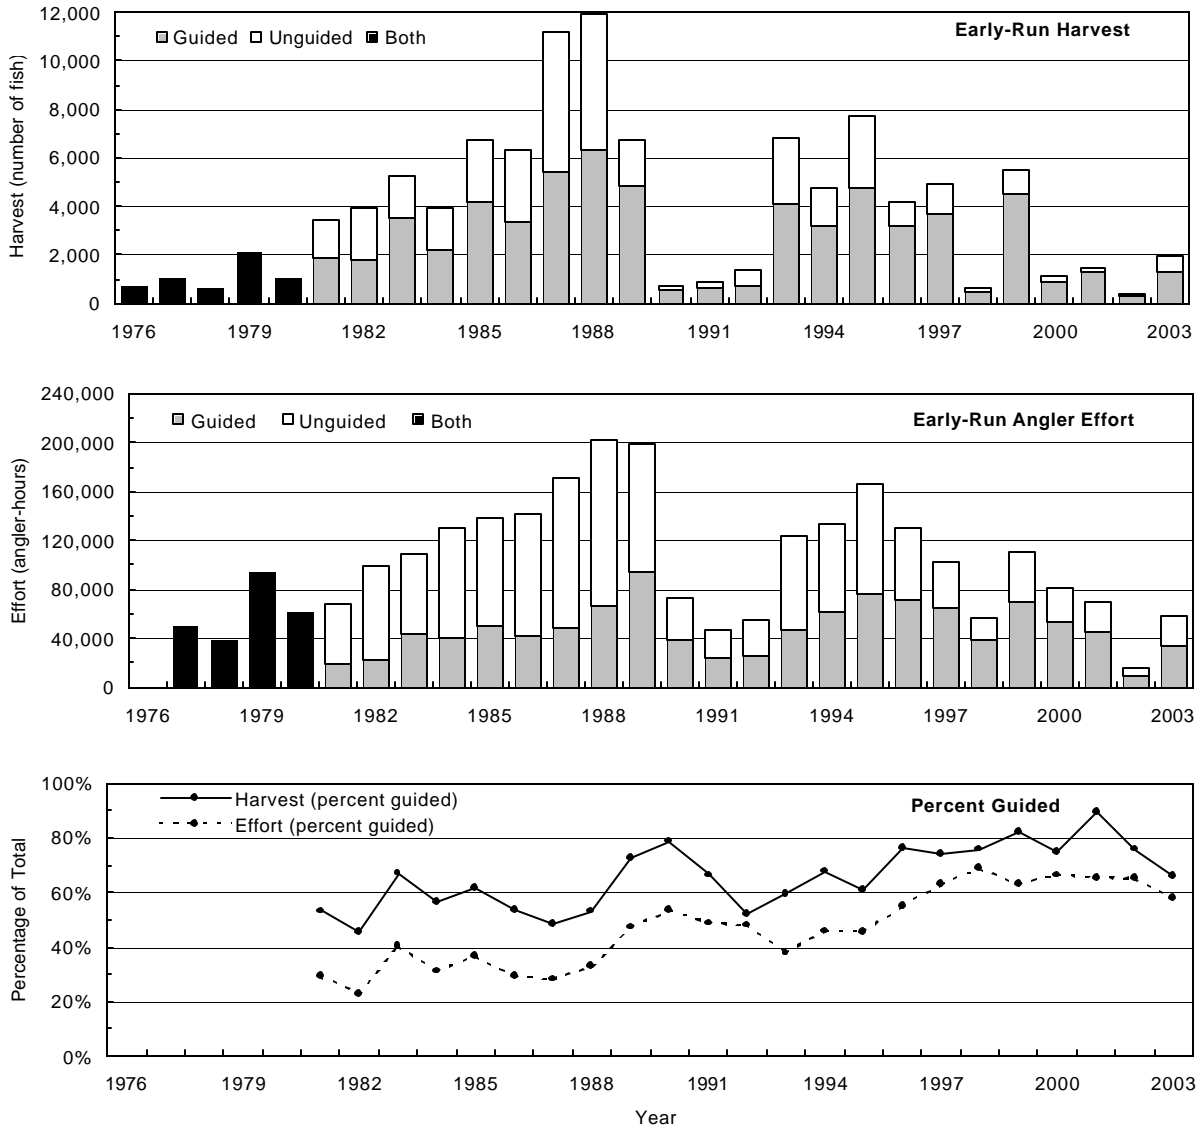 12,000
10,000
8,000
6,000
4,000
2,000
0
Harvest (number of fish)
Guided Unguided Both
Early-Run Harvest
1976 1979 1982 1985 1988 1991 1994 1997 2000 2003
240,000
200,000
160,000
120,000
80,000
40,000
0
Effort (angler-hours)
Guided Unguided Both
Early-Run Angler Effort
1976 1979 1982 1985 1988 1991 1994 1997 2000 2003
100%
80%
60%
40%
20%
0%
Percentage of Total
Harvest (percent guided)
Effort (percent guided)
Percent Guided
1976 1979 1982 1985 1988 1991 1994 1997 2000 2003
Year